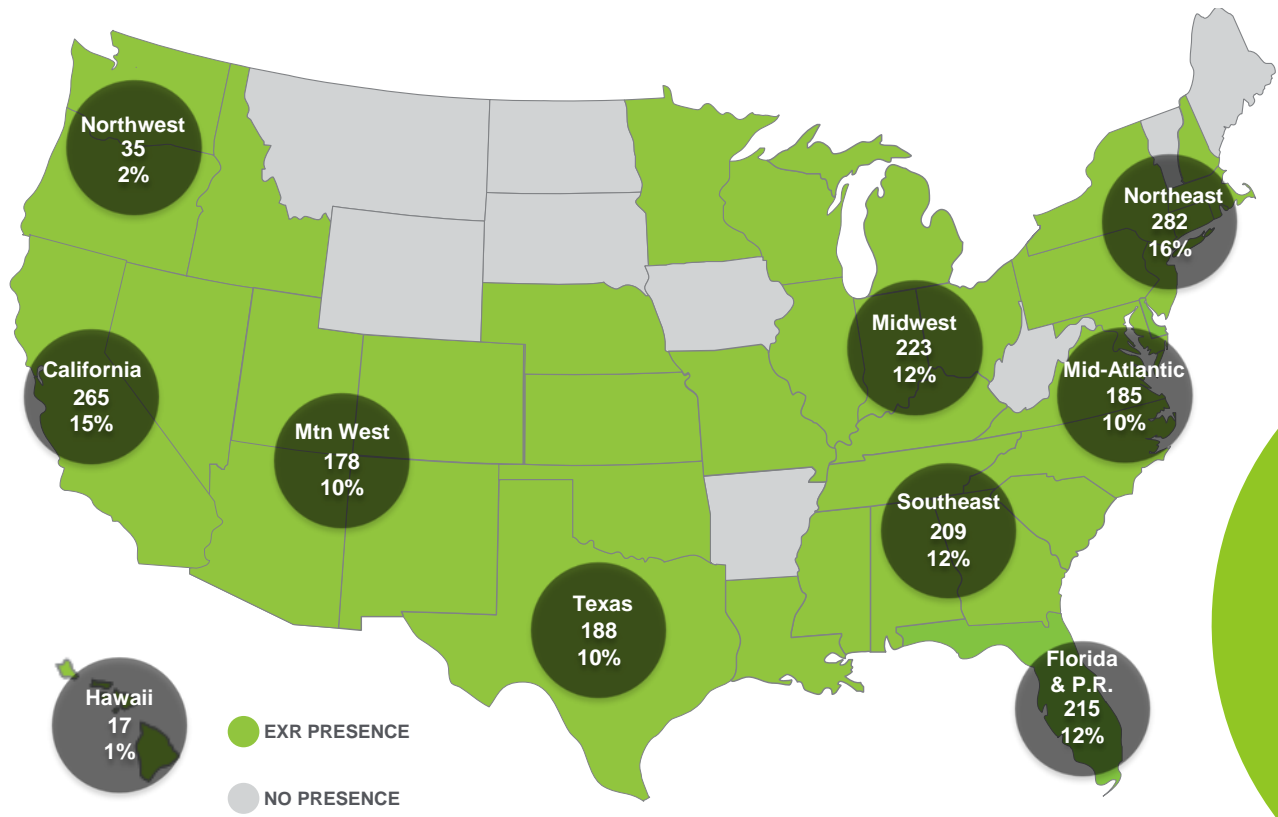 Northwest
35
2%
Northeast
282
16%
Midwest
223
12%
California
265
15%
Mid-Atlantic
185
10%
Mtn West
178
10%
Southeast
209
12%
Texas
188
10%
Florida
& P.R.
215
12%
Hawaii
17
1%
EXR PRESENCE
NO PRESENCE